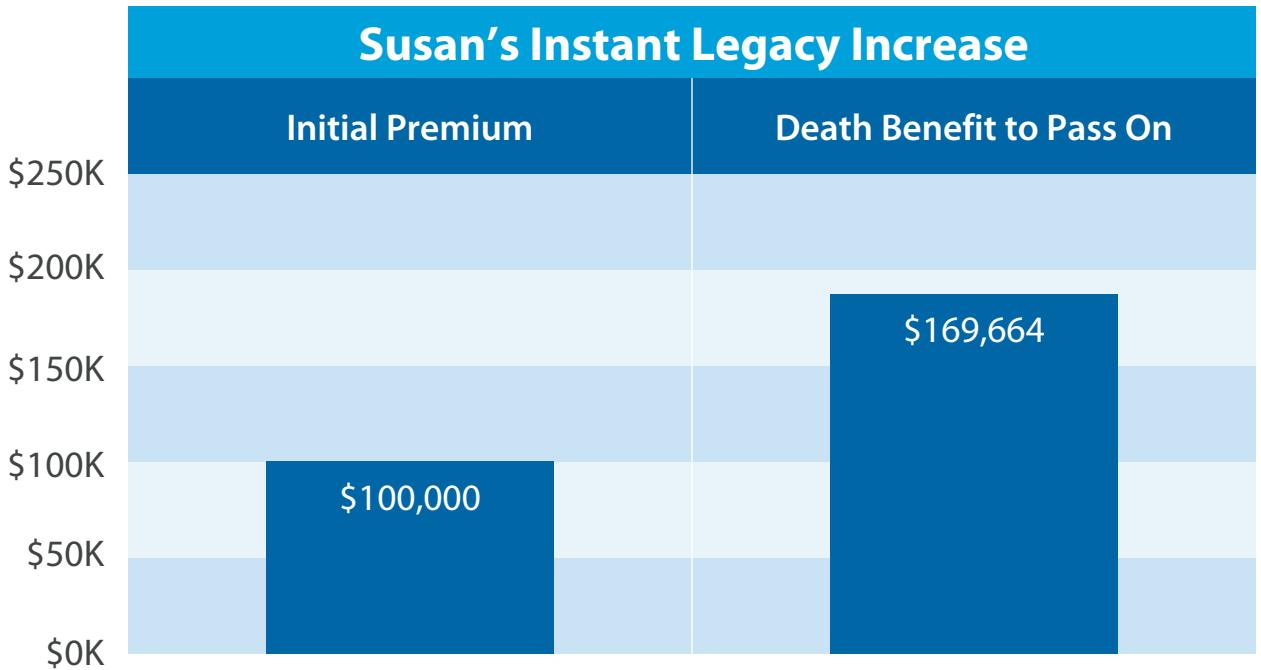 Susan’s Instant Legacy Increase
Initial Premium
Death Benefit to Pass On
$250K
$200K
$169,664
$150K
$100K
$100,000
$50K
$0K